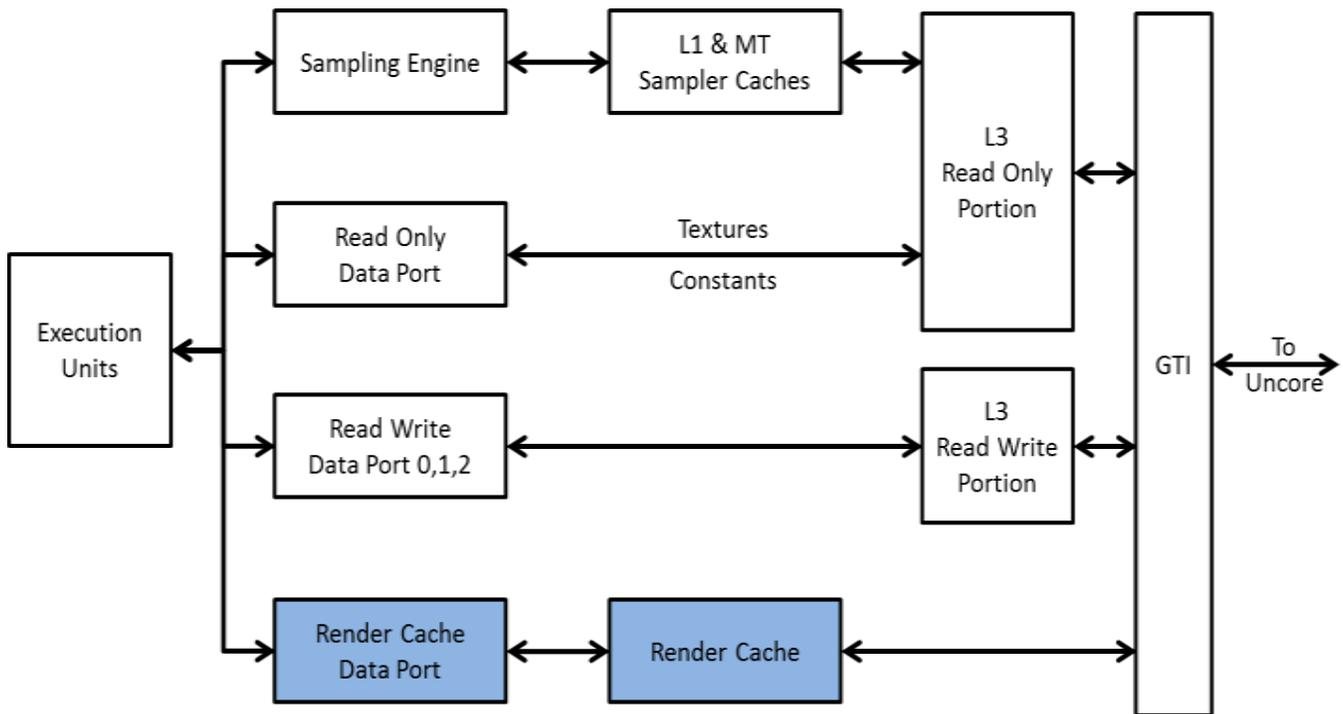 Sampling Engine
L1 & MT
Sampler Caches
L3
Read Only
Portion
Read Only
Data Port
Textures
Constants
Execution
Units
GTI
To
Uncore
Read Write
Data Port 0,1,2
L3
Read Write
Portion
Render Cache
Data Port
Render Cache